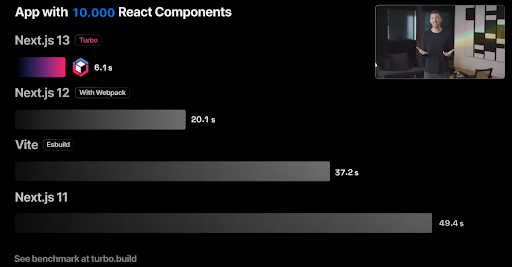 App with 10.000 React Components
Next.js 13 Turbo
6.1 s
Next.js 12 With Webpack
20.1 s
Vite Esbuild
37.2 s
Next.js 11
49.4 s
See benchmark at turbo.build